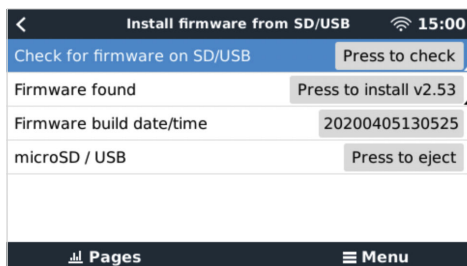 Install firmware from SD/USB 15:00
Check for firmware on SD/USB Press to check
Firmware found Press to install v2.53
Firmware build date/time 20200405130525
microSD / USB Press to eject
Pages Menu